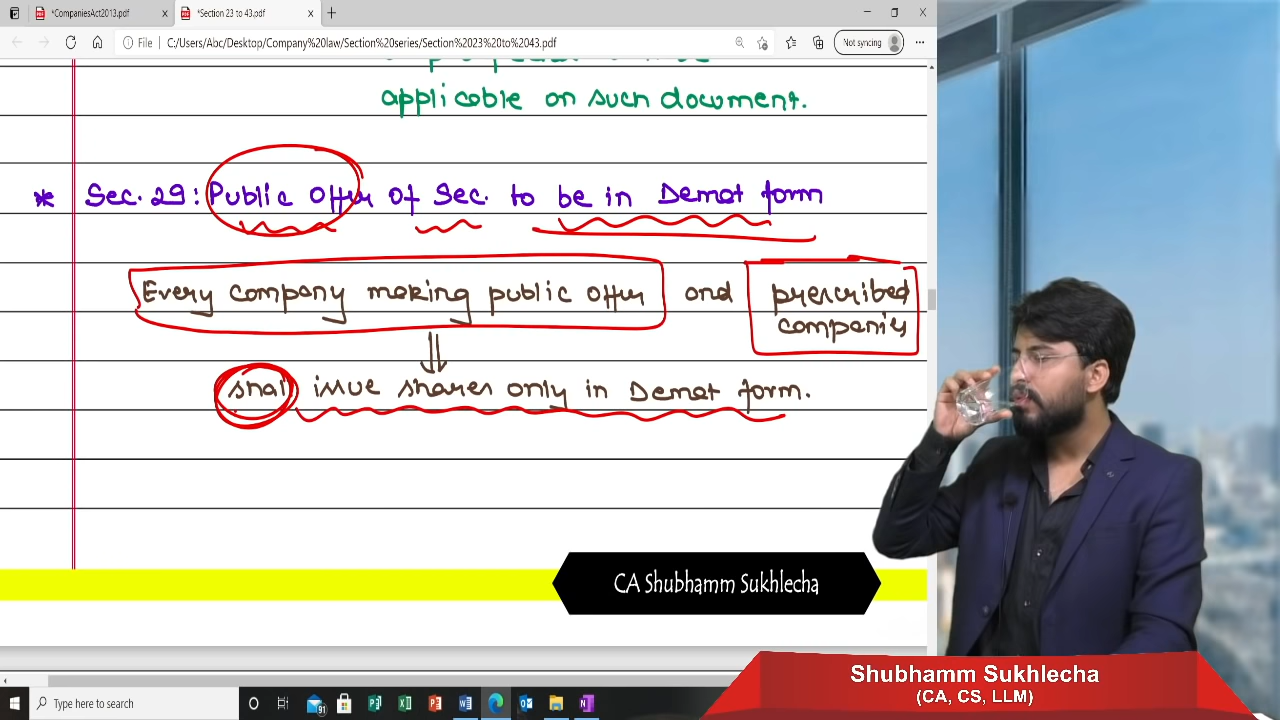 *CompaniesAct2013.pdf
*Section 23 to 43.pdf
File
C:/Users/Abc/Desktop/Company%20law/Section%20series/Section%2023%20to%2043.pdf
Not syncing
applicable on such document.
* Sec. 29: Public Offer of Sec. to be in Demat form
Every company making public offer and prescribed
companies
shall issue shares only in Demat form.
CA Shubhamm Sukhlecha
Shubhamm Sukhlecha
(CA, CS, LLM)
Type here to search
91